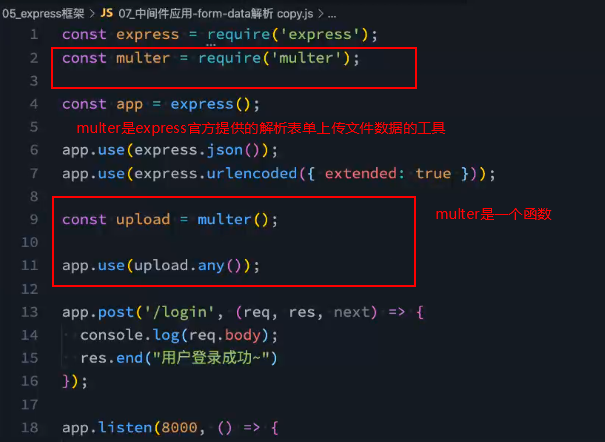 05_express框架 > JS 07_中间件应用-form-data解析 copy.js > ...
1 const express = require('express');
2 const multer = require('multer');
3
4 const app = express();
5 multer是express官方提供的解析表单上传文件数据的工具
6 app.use(express.json());
7 app.use(express.urlencoded({ extended: true }));
8
9 const upload = multer(); multer是一个函数
10
11 app.use(upload.any());
12
13 app.post('/login', (req, res, next) => {
14 console.log(req.body);
15 res.end("用户登录成功~")
16 });
17
18 app.listen(8000, () => {